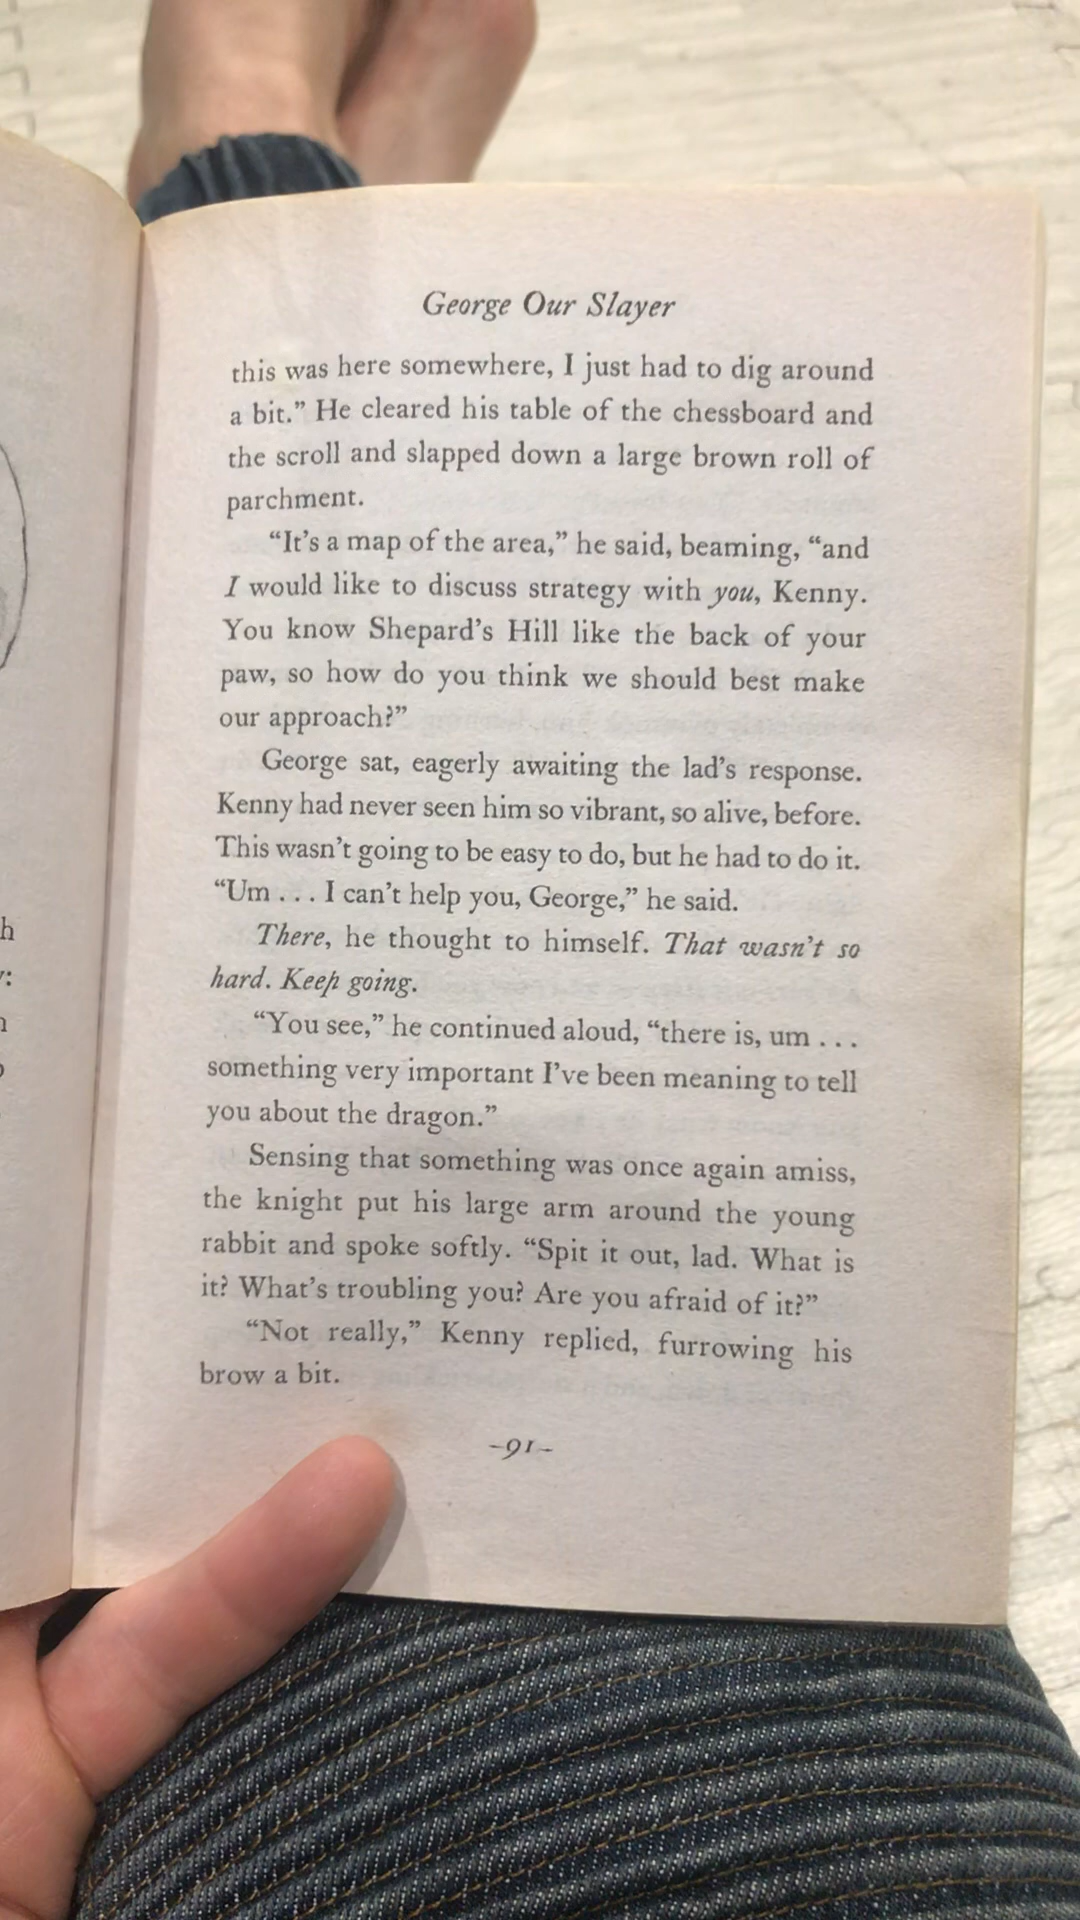 George Our Slayer
this was here somewhere, I just had to dig around
a bit.” He cleared his table of the chessboard and
the scroll and slapped down a large brown roll of
parchment.
“It’s a map of the area,” he said, beaming, “and
I would like to discuss strategy with you, Kenny.
You know Shepard’s Hill like the back of your
paw, so how do you think we should best make
our approach?”
George sat, eagerly awaiting the lad’s response.
Kenny had never seen him so vibrant, so alive, before.
This wasn’t going to be easy to do, but he had to do it.
“Um . . . I can’t help you, George,” he said.
There, he thought to himself. That wasn’t so
hard. Keep going.
“You see,” he continued aloud, “there is, um . . .
something very important I’ve been meaning to tell
you about the dragon.”
Sensing that something was once again amiss,
the knight put his large arm around the young
rabbit and spoke softly. “Spit it out, lad. What is
it? What’s troubling you? Are you afraid of it?”
“Not really,” Kenny replied, furrowing his
brow a bit.
-91-